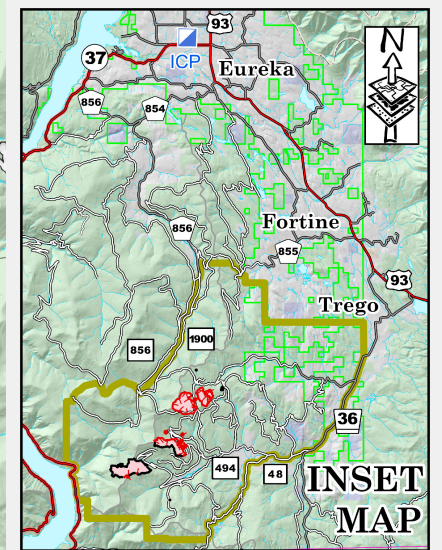 93
N
37
ICP
Eureka
856
854
856
Fortine
855
93
Trego
1900
856
36
494
48
INSET
MAP